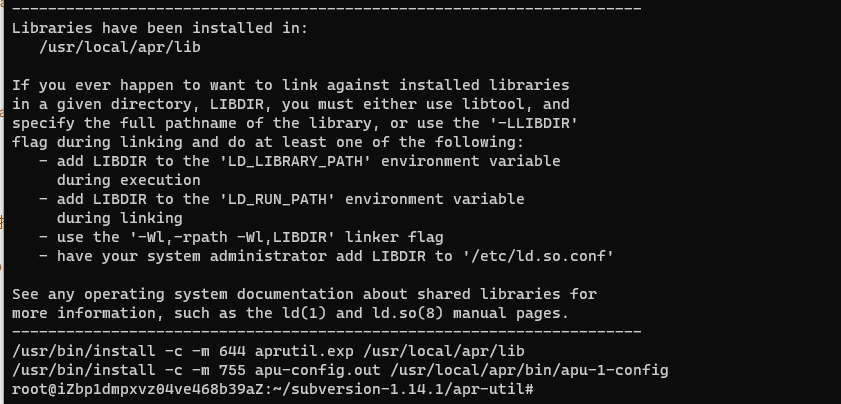 ----------------------------------------------------------------------
Libraries have been installed in:
   /usr/local/apr/lib

If you ever happen to want to link against installed libraries
in a given directory, LIBDIR, you must either use libtool, and
specify the full pathname of the library, or use the '-LLIBDIR'
flag during linking and do at least one of the following:
   - add LIBDIR to the 'LD_LIBRARY_PATH' environment variable
     during execution
   - add LIBDIR to the 'LD_RUN_PATH' environment variable
     during linking
   - use the '-Wl,-rpath -Wl,LIBDIR' linker flag
   - have your system administrator add LIBDIR to '/etc/ld.so.conf'

See any operating system documentation about shared libraries for
more information, such as the ld(1) and ld.so(8) manual pages.
----------------------------------------------------------------------
/usr/bin/install -c -m 644 aprutil.exp /usr/local/apr/lib
/usr/bin/install -c -m 755 apu-config.out /usr/local/apr/bin/apu-1-config
root@iZbp1dmpxvz04ve468b39aZ:~/subversion-1.14.1/apr-util#